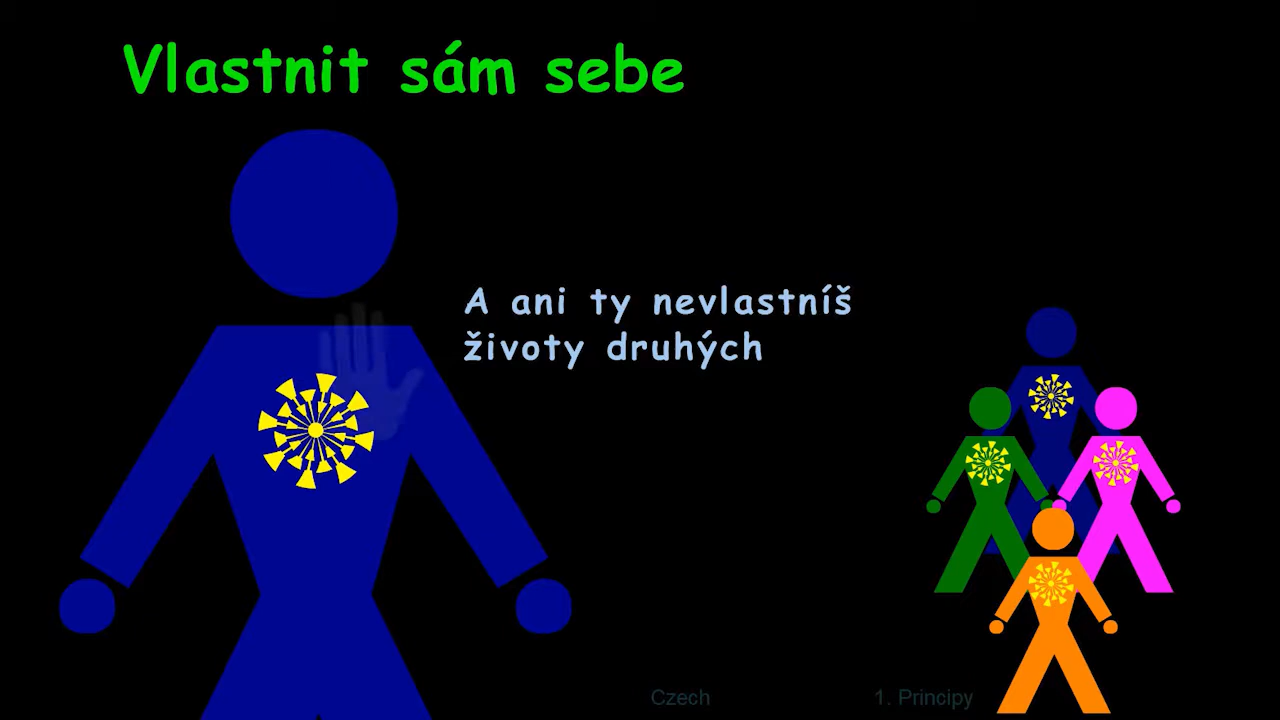 Vlastnit sám sebe
A ani ty nevlastníš
životy druhých
Czech
1. Principy